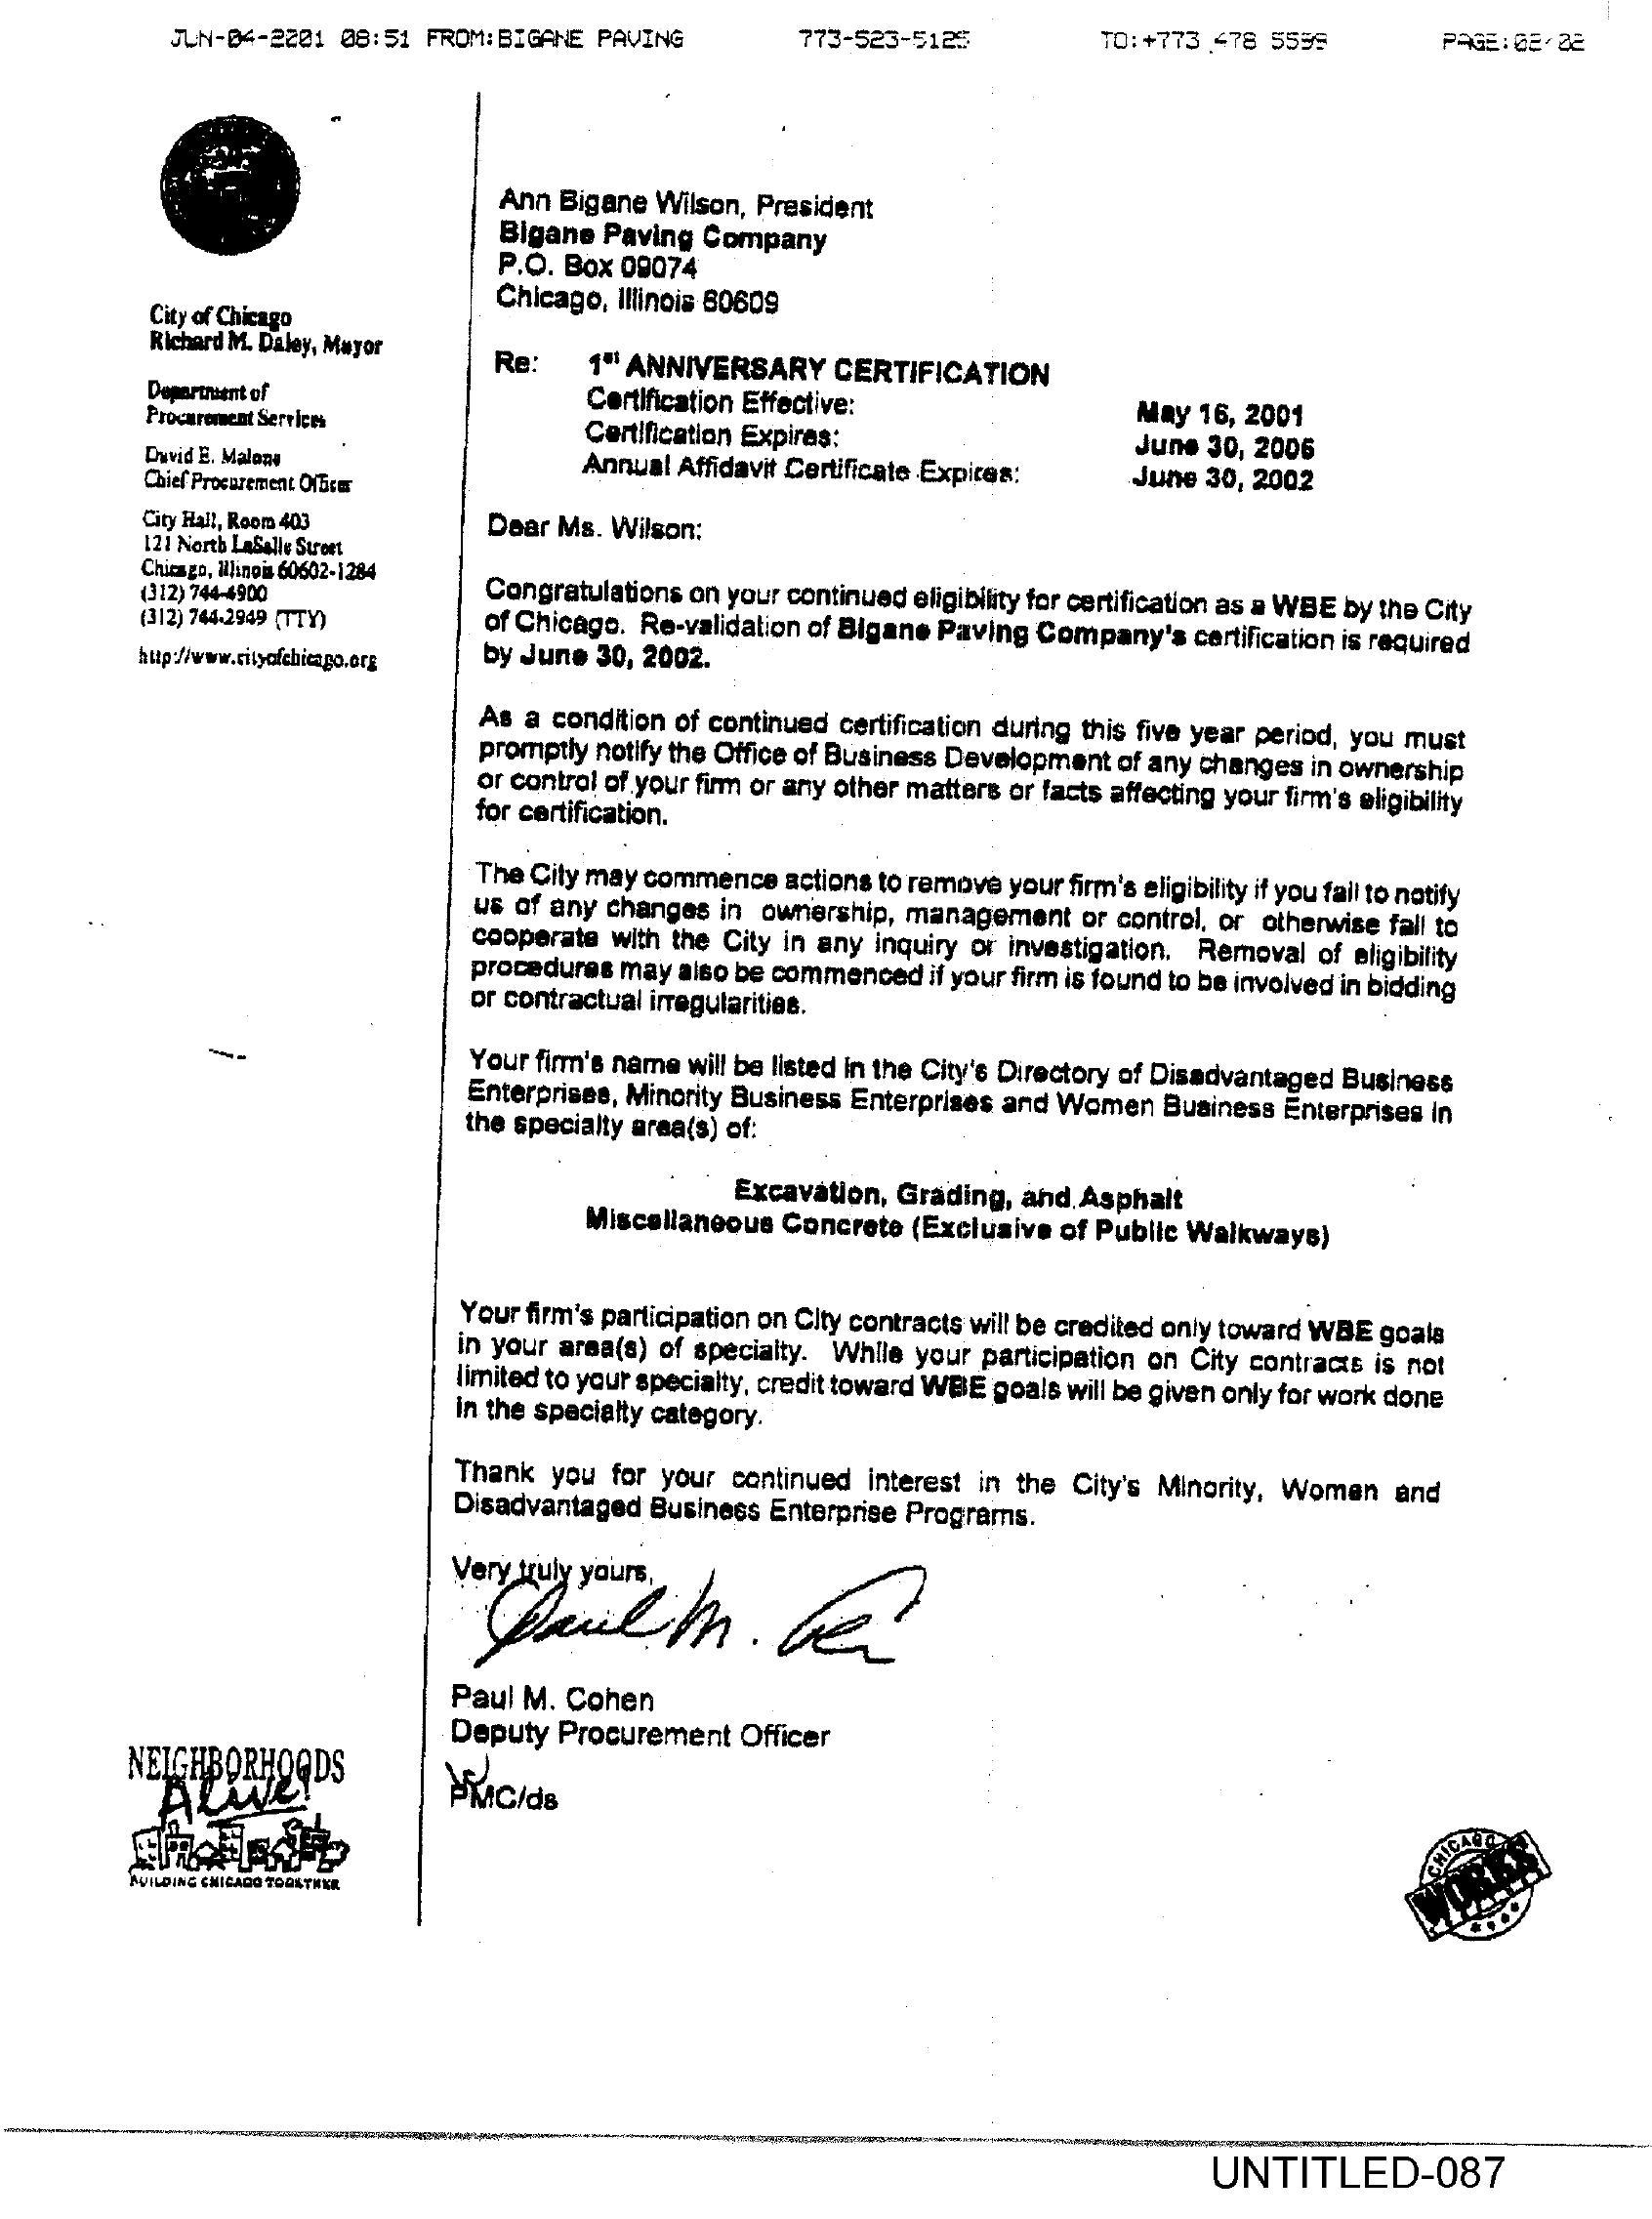 JUN-04-2201 08:51 FROM:BIGANE PAVING 773-523-5125 TO:+773 478 5599 PAGE:02/02
City of Chicago
Richard M. Daley, Mayor
Department of
Procurement Services
David E. Malone
Chief Procurement Officer
City Hall, Room 403
121 North LaSalle Street
Chicago, Illinois 60602-1284
(312) 744-4900
(312) 744-2949 (TTY)
http://www.cityofchicago.org
Ann Bigane Wilson, President
Bigane Paving Company
P.O. Box 09074
Chicago, Illinois 60609
Re: 1st ANNIVERSARY CERTIFICATION
Certification Effective: May 16, 2001
Certification Expires: June 30, 2006
Annual Affidavit Certificate Expires: June 30, 2002
Dear Ms. Wilson:
Congratulations on your continued eligibility for certification as a WBE by the City
of Chicago. Re-validation of Bigane Paving Company's certification is required
by June 30, 2002.
As a condition of continued certification during this five year period, you must
promptly notify the Office of Business Development of any changes in ownership
or control of your firm or any other matters or facts affecting your firm's eligibility
for certification.
The City may commence actions to remove your firm's eligibility if you fail to notify
us of any changes in ownership, management or control, or otherwise fail to
cooperate with the City in any inquiry or investigation. Removal of eligibility
procedures may also be commenced if your firm is found to be involved in bidding
or contractual irregularities.
Your firm's name will be listed in the City's Directory of Disadvantaged Business
Enterprises, Minority Business Enterprises and Women Business Enterprises in
the specialty area(s) of:
Excavation, Grading, and Asphalt
Miscellaneous Concrete (Exclusive of Public Walkways)
Your firm's participation on City contracts will be credited only toward WBE goals
in your area(s) of specialty. While your participation on City contracts is not
limited to your specialty, credit toward WBE goals will be given only for work done
in the specialty category.
Thank you for your continued interest in the City's Minority, Women and
Disadvantaged Business Enterprise Programs.
Very truly yours,
Paul M.
Paul M. Cohen
Deputy Procurement Officer
PMC/ds
NEIGHBORHOODS
Alive!
BUILDING CHICAGO TOGETHER
CHICAGO
WORKS
UNTITLED-087